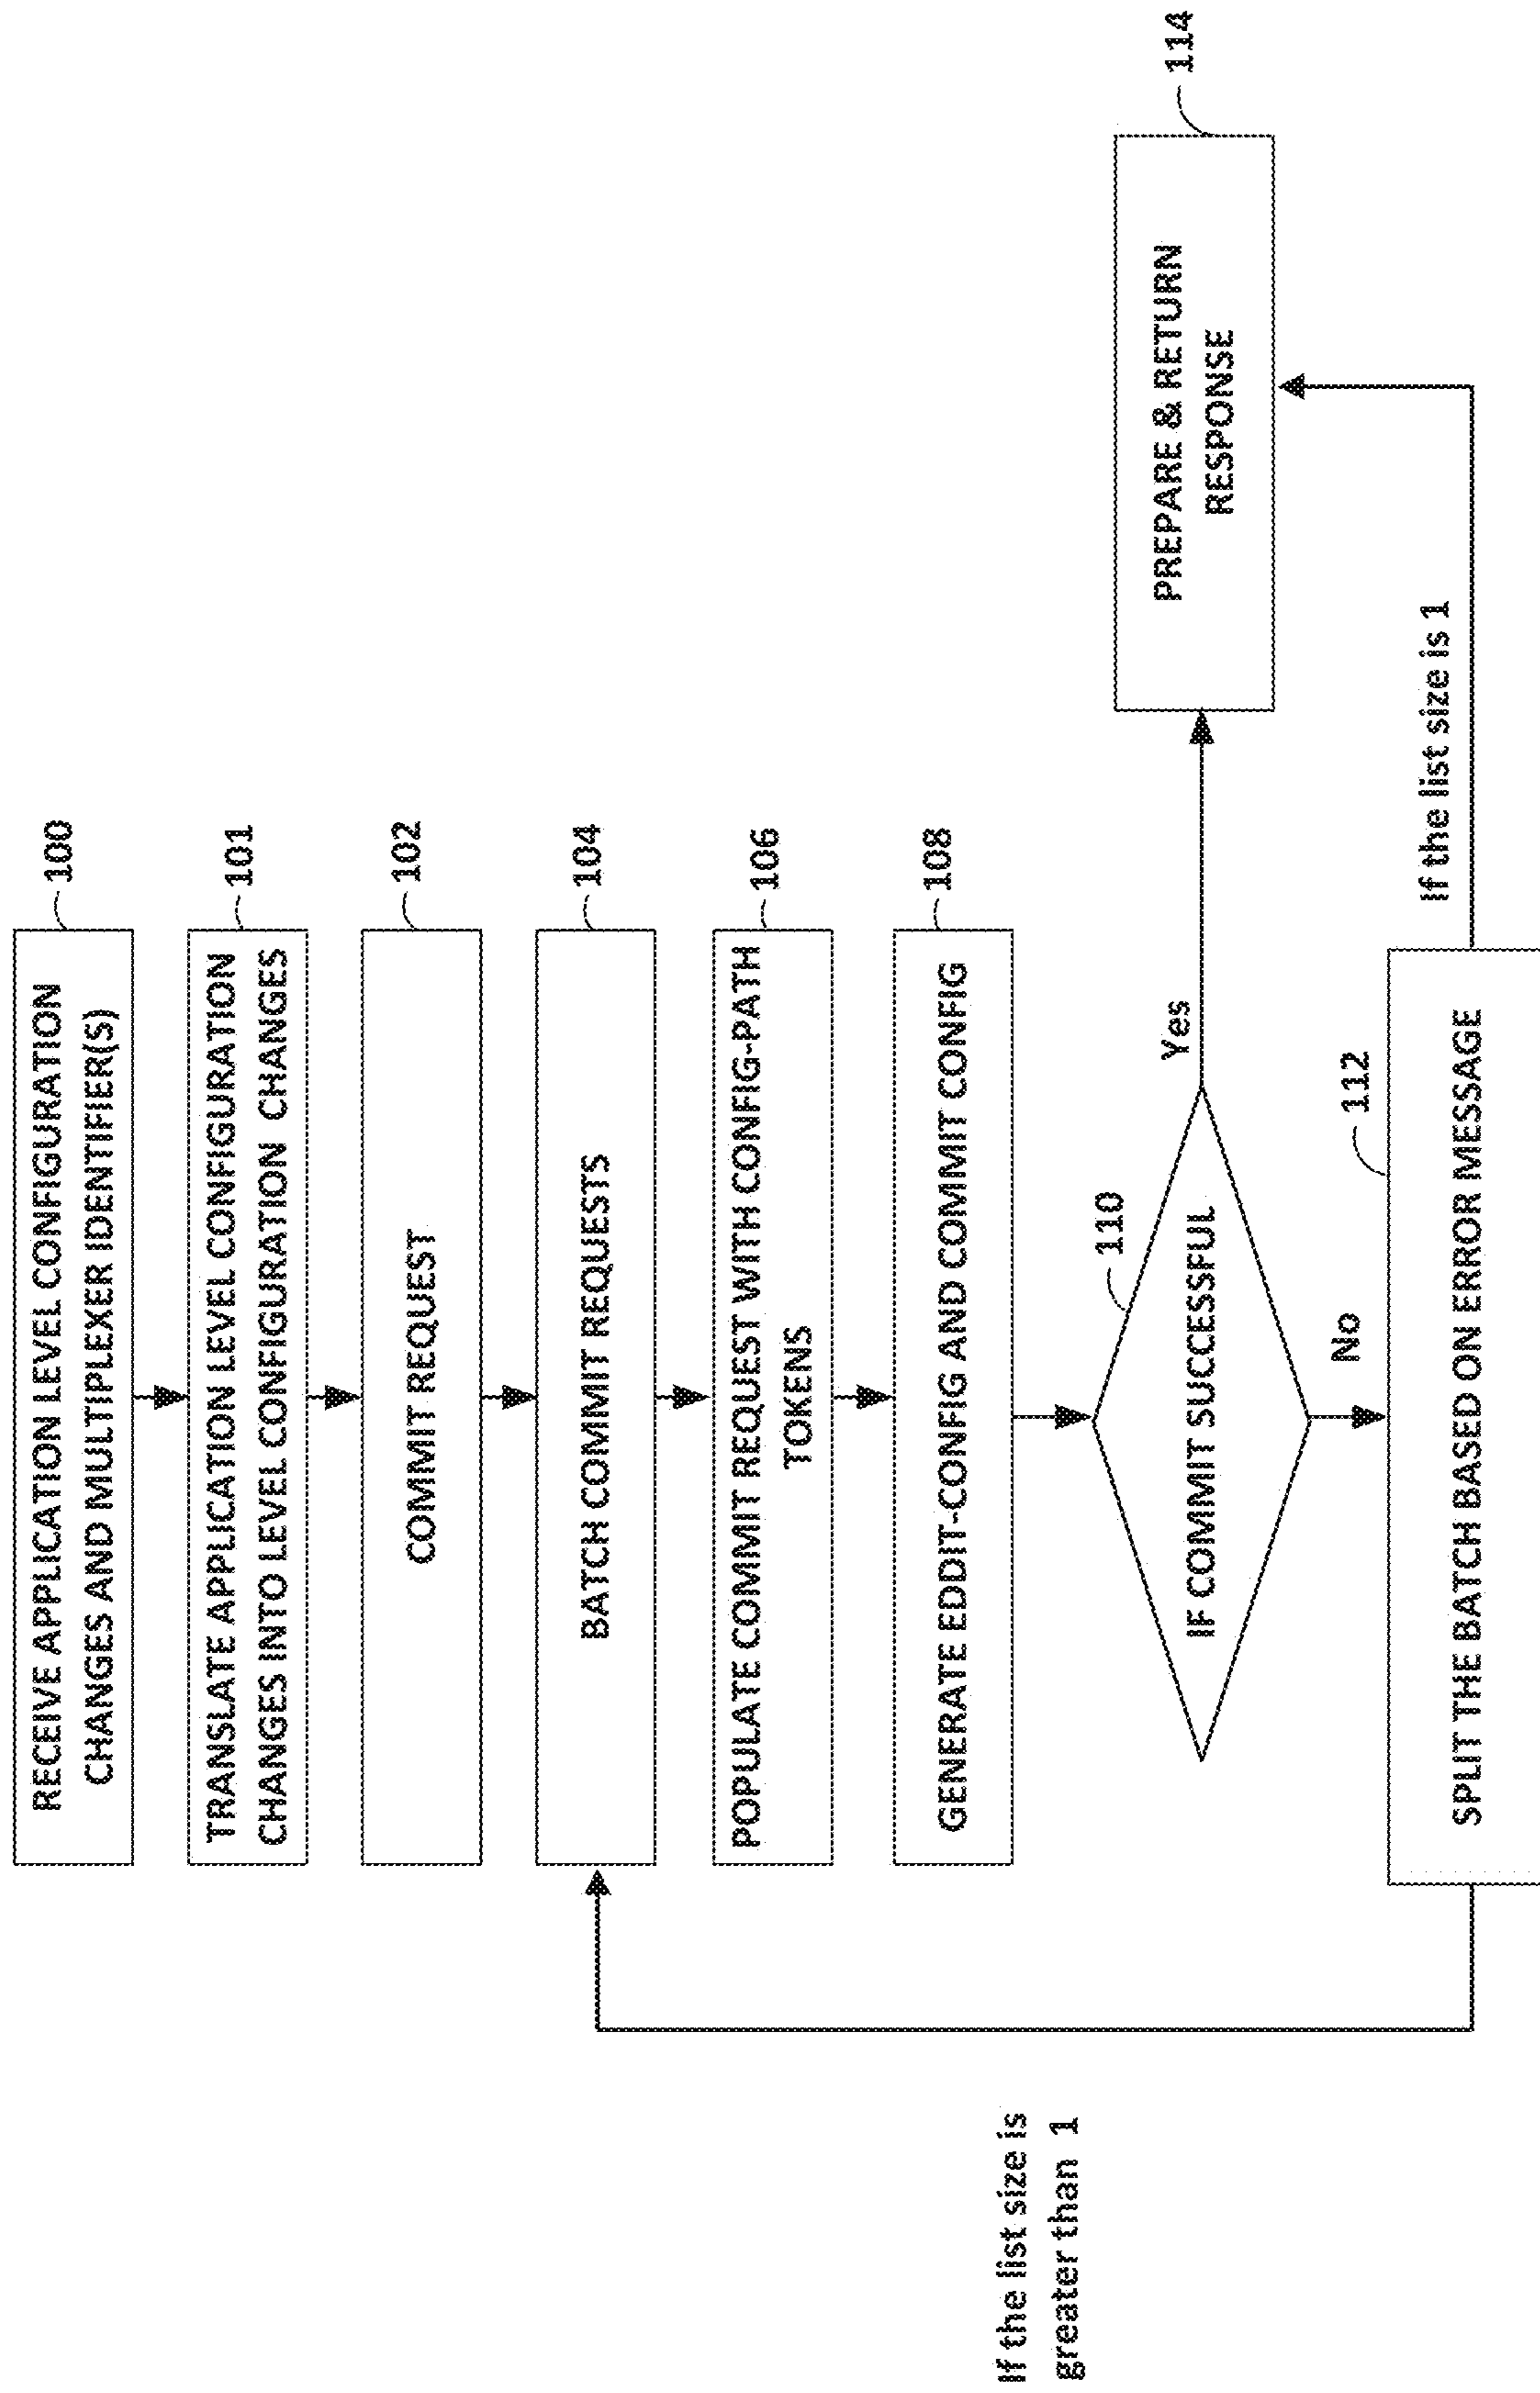 RECEIVE APPLICATION LEVEL CONFIGURATION
CHANGES AND MULTIPLEXER IDENTIFIER(S)
100
TRANSLATE APPLICATION LEVEL CONFIGURATION
CHANGES INTO LEVEL CONFIGURATION CHANGES
101
COMMIT REQUEST
102
BATCH COMMIT REQUESTS
104
POPULATE COMMIT REQUEST WITH CONFIG-PATH
TOKENS
106
GENERATE EDDIT-CONFIG AND COMMIT CONFIG
108
If the list size is
greater than 1
IF COMMIT SUCCESSFUL
110
Yes
PREPARE & RETURN
RESPONSE
114
No
SPLIT THE BATCH BASED ON ERROR MESSAGE
112
If the list size is 1